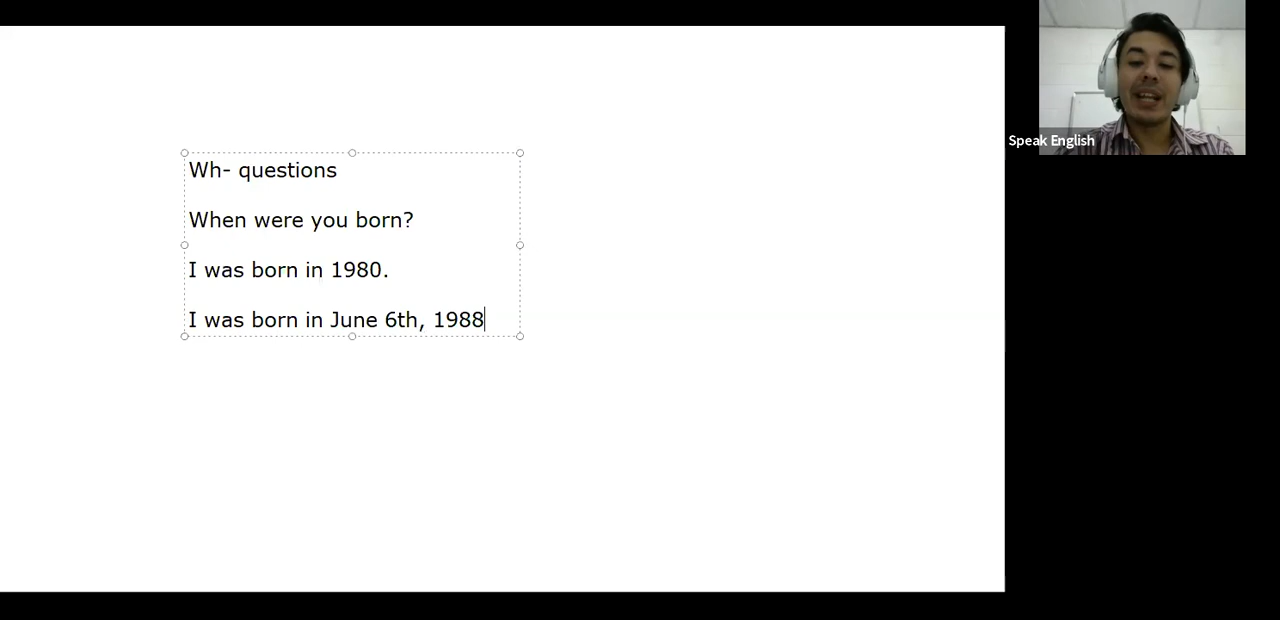 Wh- questions
When were you born?
I was born in 1980.
I was born in June 6th, 1988
Speak English